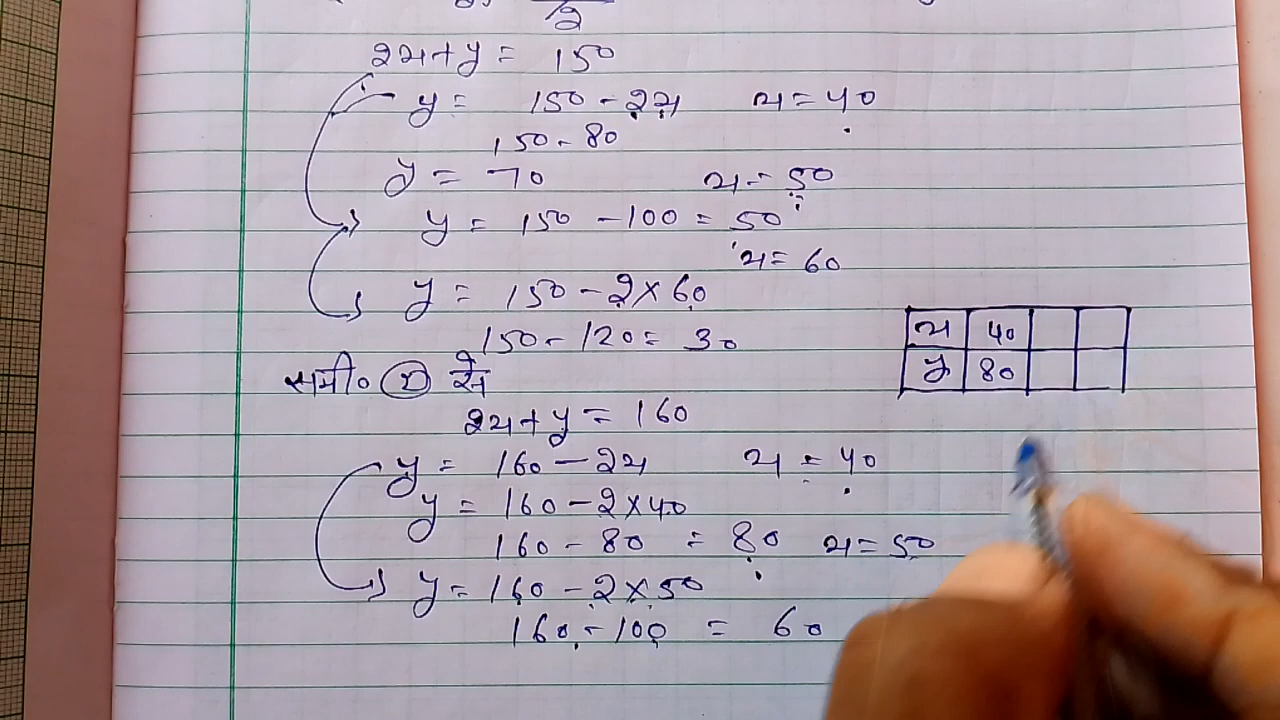 2
2x+y = 150
y = 150-2x x = 40
150-80
y = 70 x = 50
y = 150 - 100 = 50
x = 60
y = 150 - 2×60
150 - 120 = 30
x 40
y 80
समी० २ से
2x+y = 160
y = 160 - 2x x = 40
y = 160 - 2×40
160 - 80 = 80 x = 50
y = 160 - 2×50
160 - 100 = 60